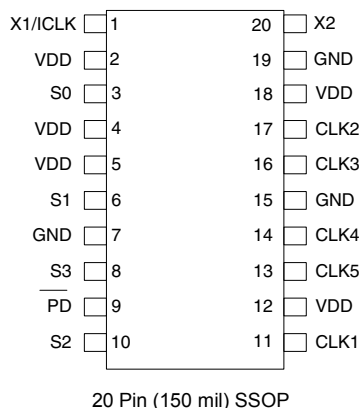 X1/ICLK 1 20 X2
VDD 2 19 GND
S0 3 18 VDD
VDD 4 17 CLK2
VDD 5 16 CLK3
S1 6 15 GND
GND 7 14 CLK4
S3 8 13 CLK5
PD 9 12 VDD
S2 10 11 CLK1
20 Pin (150 mil) SSOP